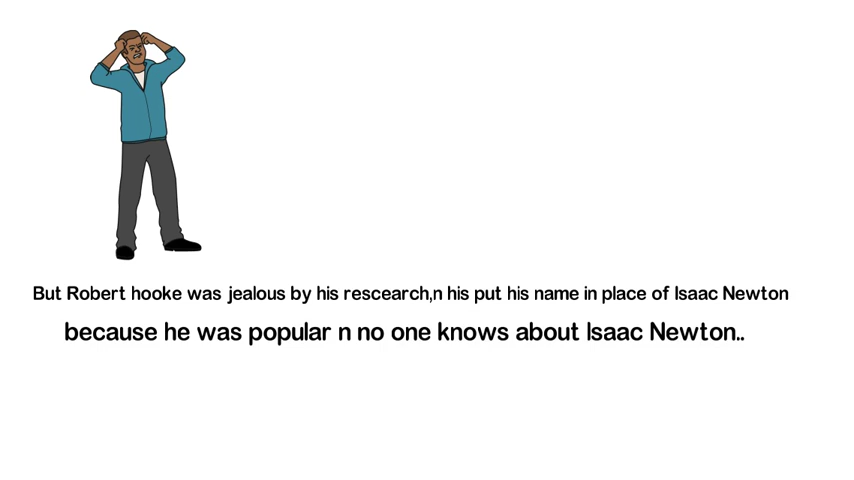 But Robert hooke was jealous by his rescearch,n his put his name in place of Isaac Newton
because he was popular n no one knows about Isaac Newton..